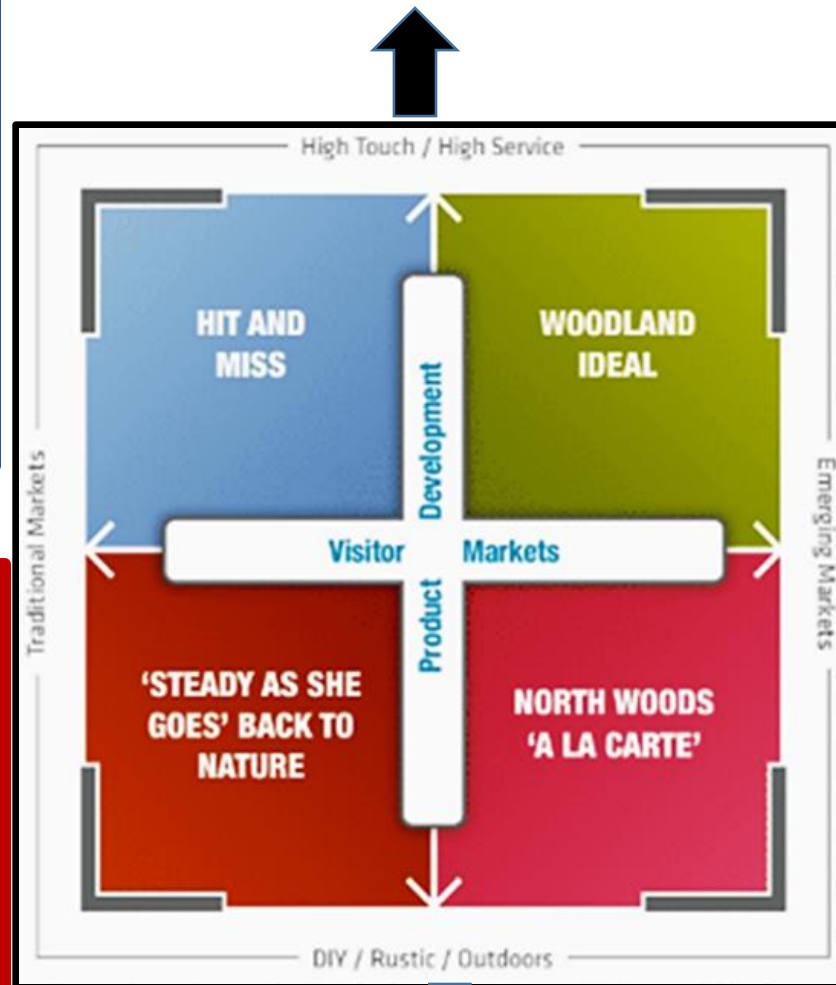 High Touch / High Service
HIT AND
MISS
WOODLAND
IDEAL
Product Development
Visitor Markets
Traditional Markets
Emerging Markets
‘STEADY AS SHE
GOES’ BACK TO
NATURE
NORTH WOODS
‘A LA CARTE’
DIY / Rustic / Outdoors